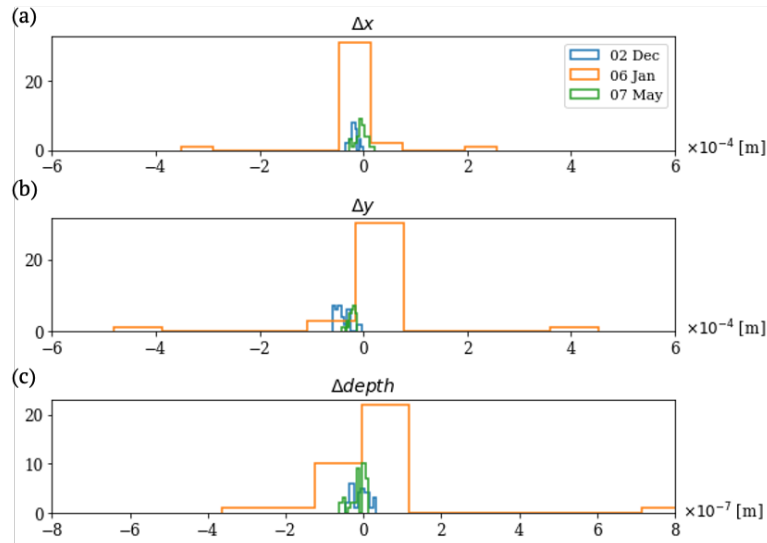 (a)
Δx
20
0
02 Dec
06 Jan
07 May
−6 −4 −2 0 2 4 6
×10⁻⁴ [m]
(b)
Δy
20
0
−6 −4 −2 0 2 4 6
×10⁻⁴ [m]
(c)
Δdepth
20
10
0
−8 −6 −4 −2 0 2 4 6 8
×10⁻⁷ [m]